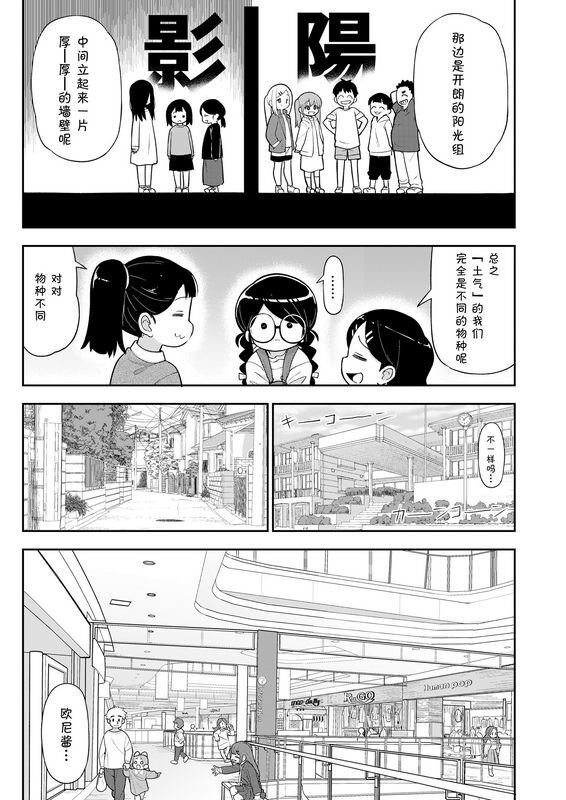 那边是开
朗的阳光组
陽
影
中间立起来一片
厚—厚—的墙壁呢
总之
「土气」的我们
完全是不同的物种呢
……
对对
物种不同
キーコーン
不一样吗…
カーンコーン
Human pop
欧尼酱…